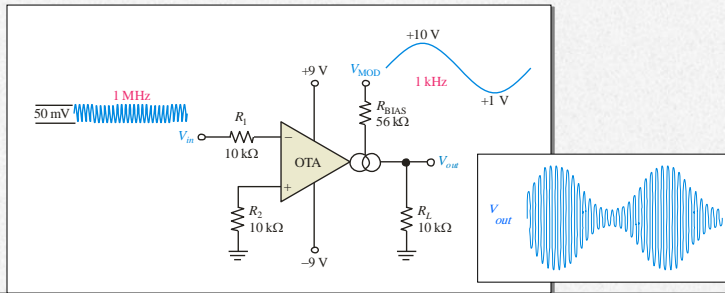 +10 V
+9 V
V_MOD
1 MHz
1 kHz
50 mV
R_BIAS
56 kΩ
+1 V
R_1
V_in
10 kΩ
−
OTA
V_out
+
R_2
10 kΩ
R_L
10 kΩ
−9 V
V_out